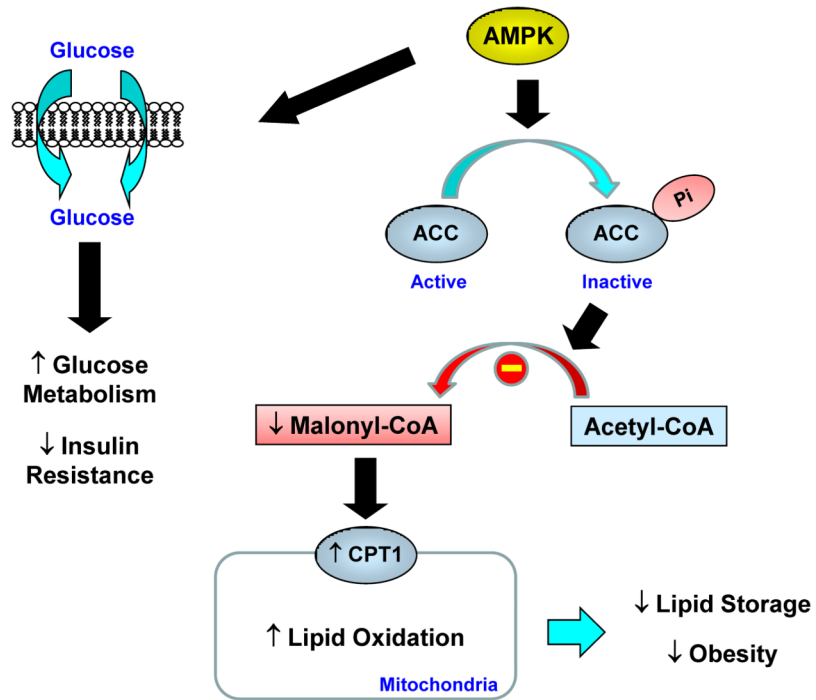 AMPK
Glucose
Glucose
ACC
ACC
Pi
Active
Inactive
↑ Glucose
Metabolism
↓ Insulin
Resistance
↓ Malonyl-CoA
Acetyl-CoA
↑ CPT1
↑ Lipid Oxidation
Mitochondria
↓ Lipid Storage
↓ Obesity